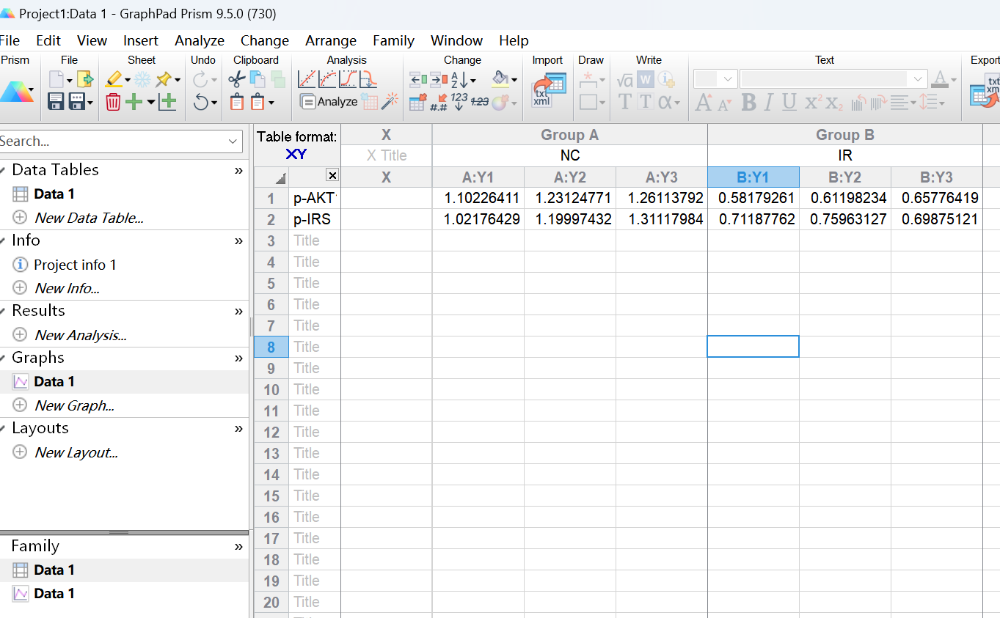 Project1:Data 1 - GraphPad Prism 9.5.0 (730)
File Edit View Insert Analyze Change Arrange Family Window Help
Prism File Sheet Undo Clipboard Analysis Change Import Draw Write Text Export
Analyze
Search...
Data Tables »
Data 1
New Data Table...
Info »
Project info 1
New Info...
Results »
New Analysis...
Graphs »
Data 1
New Graph...
Layouts »
New Layout...
Family »
Data 1
Data 1
Table format: X Group A Group B
XY X Title NC IR
X A:Y1 A:Y2 A:Y3 B:Y1 B:Y2 B:Y3
1 p-AKT 1.10226411 1.23124771 1.26113792 0.58179261 0.61198234 0.65776419
2 p-IRS 1.02176429 1.19997432 1.31117984 0.71187762 0.75963127 0.69875121
3 Title
4 Title
5 Title
6 Title
7 Title
8 Title
9 Title
10 Title
11 Title
12 Title
13 Title
14 Title
15 Title
16 Title
17 Title
18 Title
19 Title
20 Title